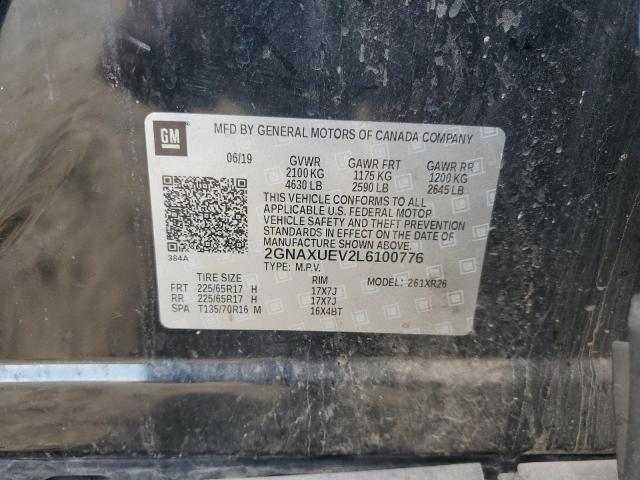 GM
MFD BY GENERAL MOTORS OF CANADA COMPANY
06/19 GVWR GAWR FRT GAWR RR
2100 KG 1175 KG 1200 KG
4630 LB 2590 LB 2645 LB
THIS VEHICLE CONFORMS TO ALL
APPLICABLE U.S. FEDERAL MOTOR
VEHICLE SAFETY AND THEFT PREVENTION
STANDARDS IN EFFECT ON THE DATE OF
MANUFACTURE SHOWN ABOVE.
384A
2GNAXUEV2L6100776
TYPE: M.P.V. MODEL: 261XR26
TIRE SIZE RIM
FRT 225/65R17 H 17X7J
RR 225/65R17 H 17X7J
SPA T135/70R16 M 16X4BT